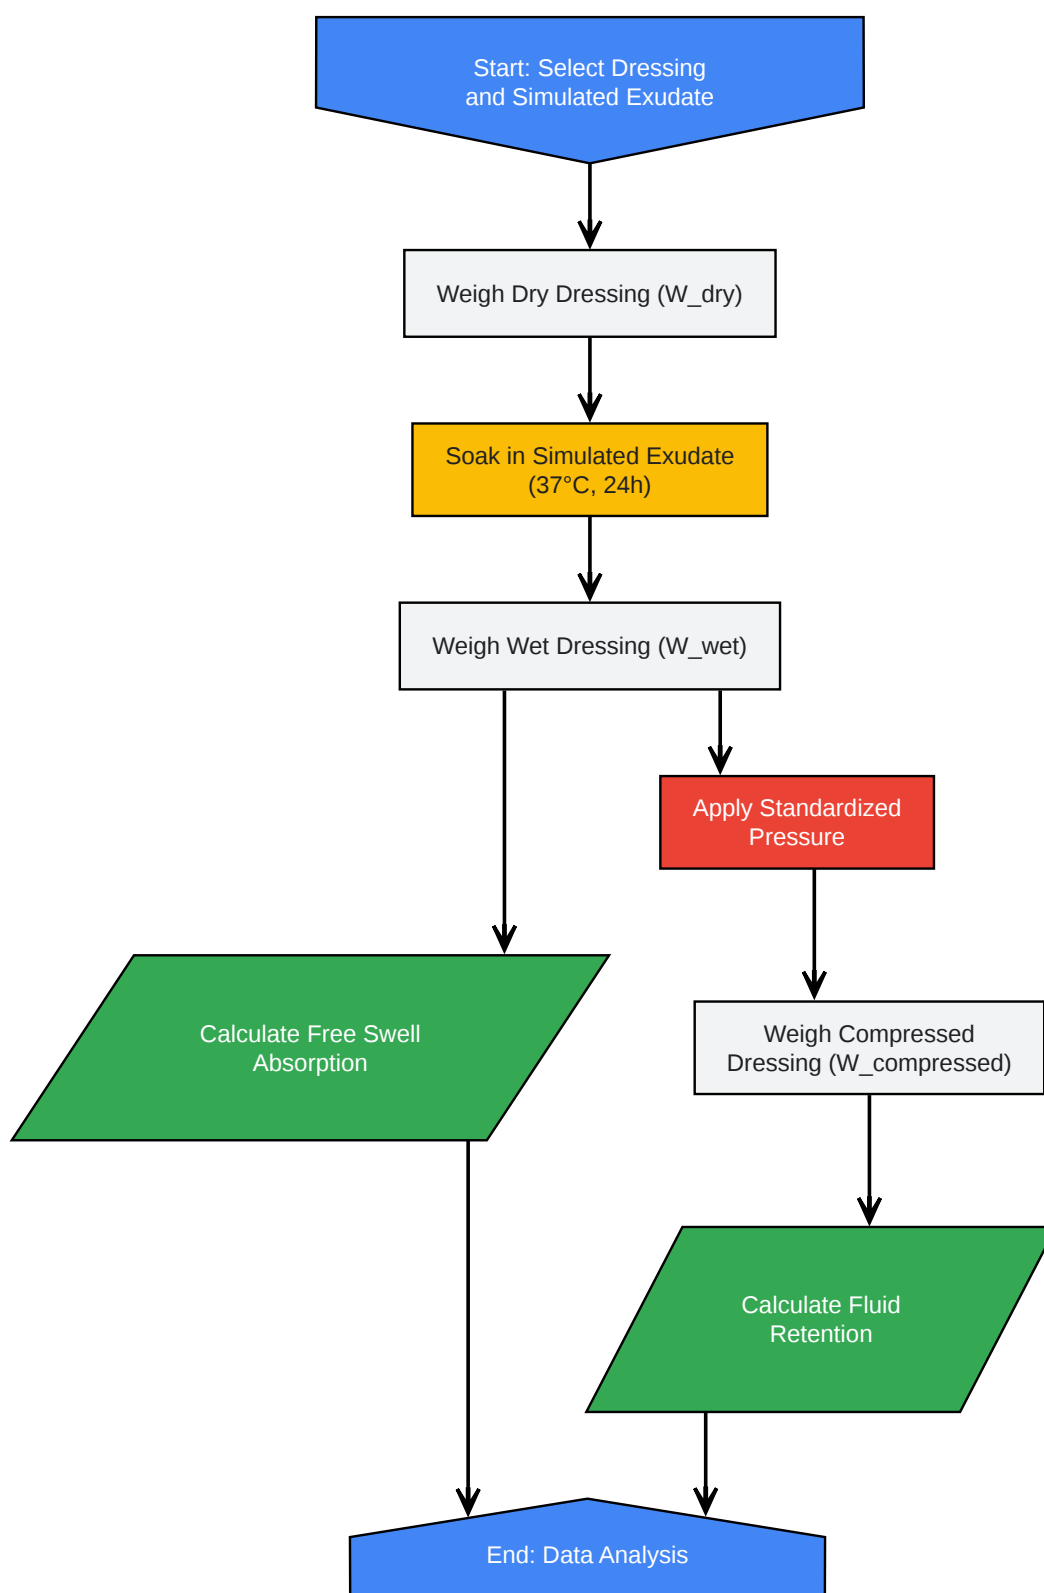 Start: Select Dressing
and Simulated Exudate
Weigh Dry Dressing (W_dry)
Soak in Simulated Exudate
(37°C, 24h)
Weigh Wet Dressing (W_wet)
Apply Standardized
Pressure
Calculate Free Swell
Absorption
Weigh Compressed
Dressing (W_compressed)
Calculate Fluid
Retention
End: Data Analysis